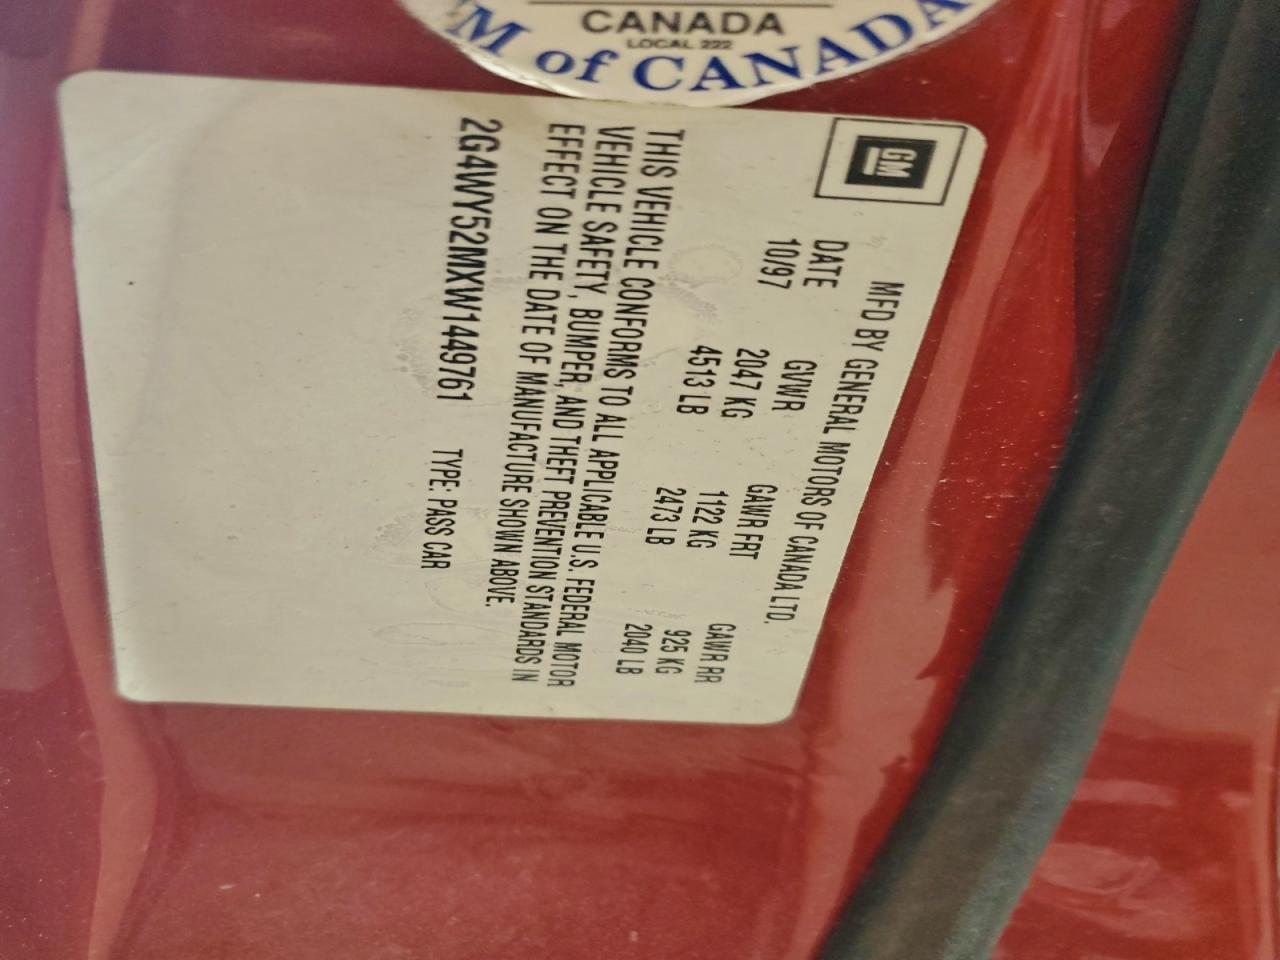 CANADA
LOCAL 222
M of CANADA
GM
MFD BY GENERAL MOTORS OF CANADA LTD.
DATE GVWR GAWR FRT GAWR RR
10/97 2047 KG 1122 KG 925 KG
4513 LB 2473 LB 2040 LB
THIS VEHICLE CONFORMS TO ALL APPLICABLE U.S. FEDERAL MOTOR
VEHICLE SAFETY, BUMPER, AND THEFT PREVENTION STANDARDS IN
EFFECT ON THE DATE OF MANUFACTURE SHOWN ABOVE.
2G4WY52MXW1449761 TYPE: PASS CAR